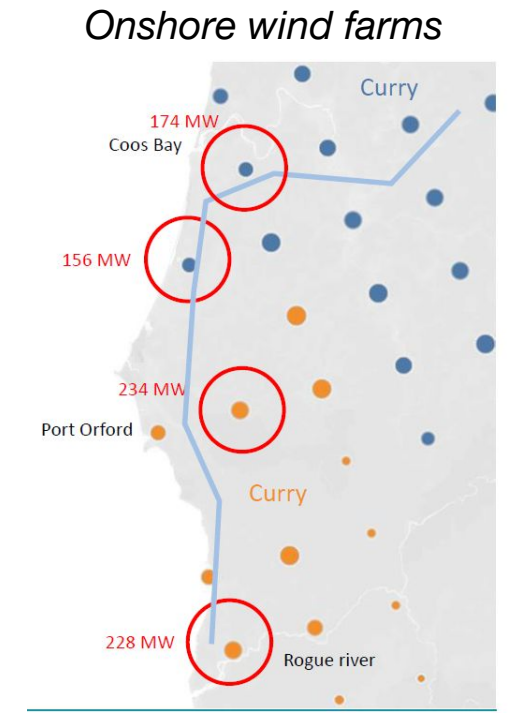 Onshore wind farms
Curry
174 MW
Coos Bay
156 MW
234 MW
Port Orford
Curry
228 MW
Rogue river